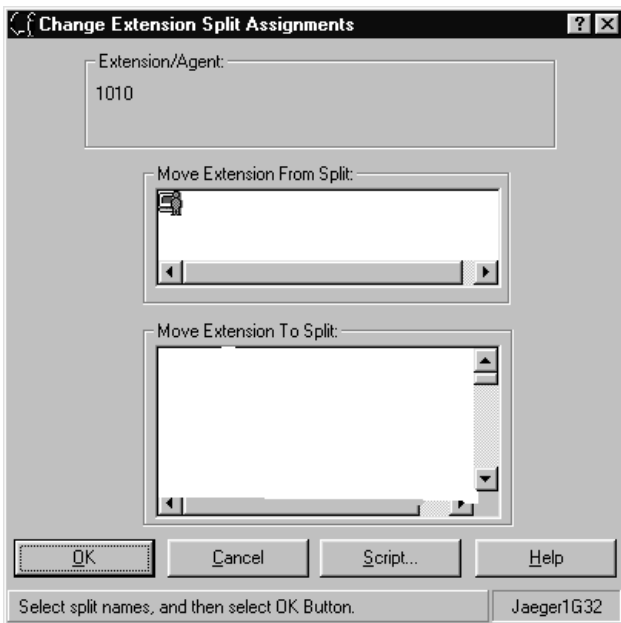 Change Extension Split Assignments
Extension/Agent:
1010
Move Extension From Split:
Move Extension To Split:
OK
Cancel
Script...
Help
Select split names, and then select OK Button.
Jaeger1G32